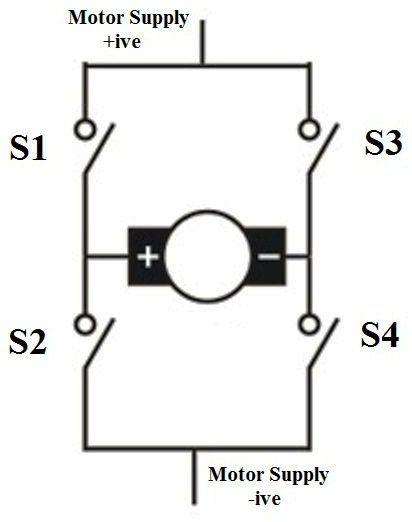 Motor Supply
+ive
S1
S3
+
−
S2
S4
Motor Supply
-ive